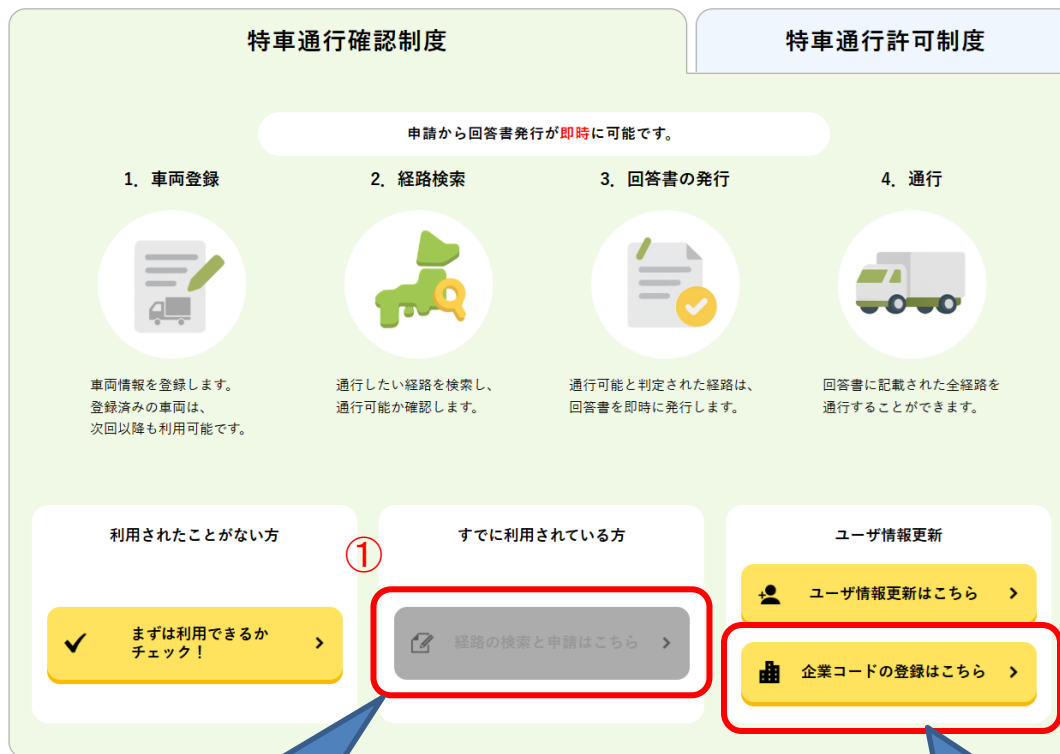 特車通行確認制度
特車通行許可制度
申請から回答書発行が即時に可能です。
1. 車両登録
2. 経路検索
3. 回答書の発行
4. 通行
車両情報を登録します。
登録済みの車両は、
次回以降も利用可能です。
通行したい経路を検索し、
通行可能か確認します。
通行可能と判定された経路は、
回答書を即時に発行します。
回答書に記載された全経路を
通行することができます。
利用されたことがない方
まずは利用できるか
チェック！
①
すでに利用されている方
経路の検索と申請はこちら
ユーザ情報更新
ユーザ情報更新はこちら
企業コードの登録はこちら